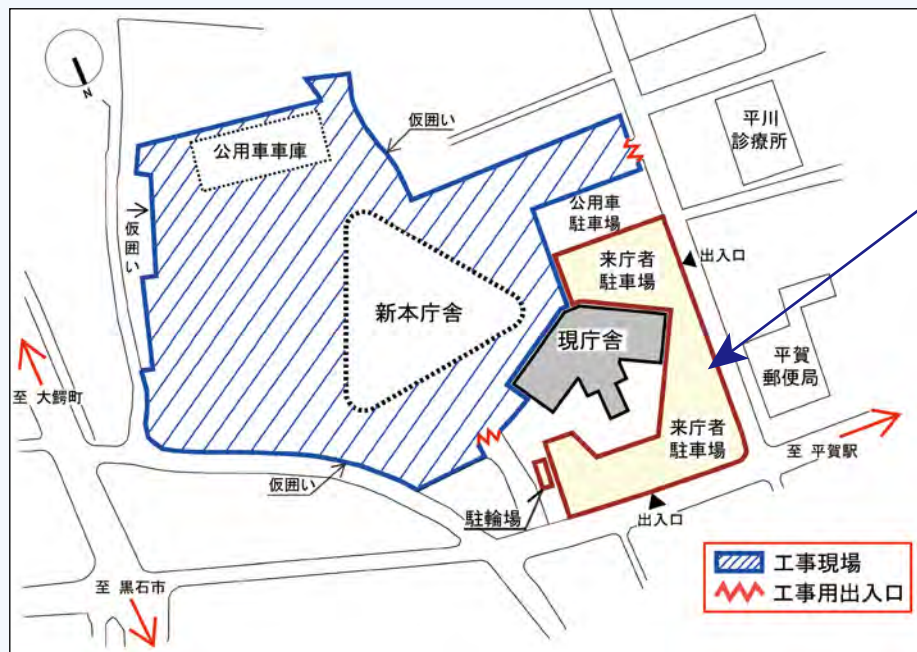 N
公用車車庫
仮囲い
平川
診療所
仮囲い
公用車
駐車場
来庁者
駐車場
出入口
新本庁舎
現庁舎
平賀
郵便局
至 大鰐町
来庁者
駐車場
至 平賀駅
仮囲い
駐輪場
出入口
至 黒石市
工事現場
工事用出入口